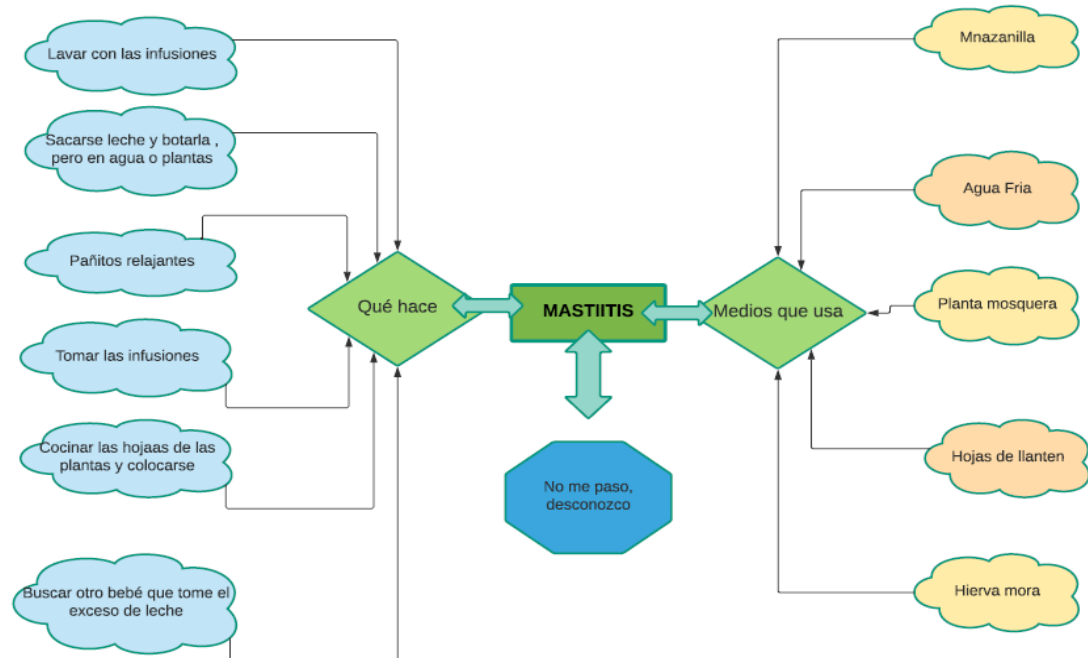 Lavar con las infusiones
Sacarse leche y botarla ,
pero en agua o plantas
Pañitos relajantes
Tomar las infusiones
Cocinar las hojaas de las
plantas y colocarse
Buscar otro bebé que tome el
exceso de leche
Qué hace
MASTIITIS
No me paso,
desconozco
Medios que usa
Mnazanilla
Agua Fria
Planta mosquera
Hojas de llanten
Hierva mora